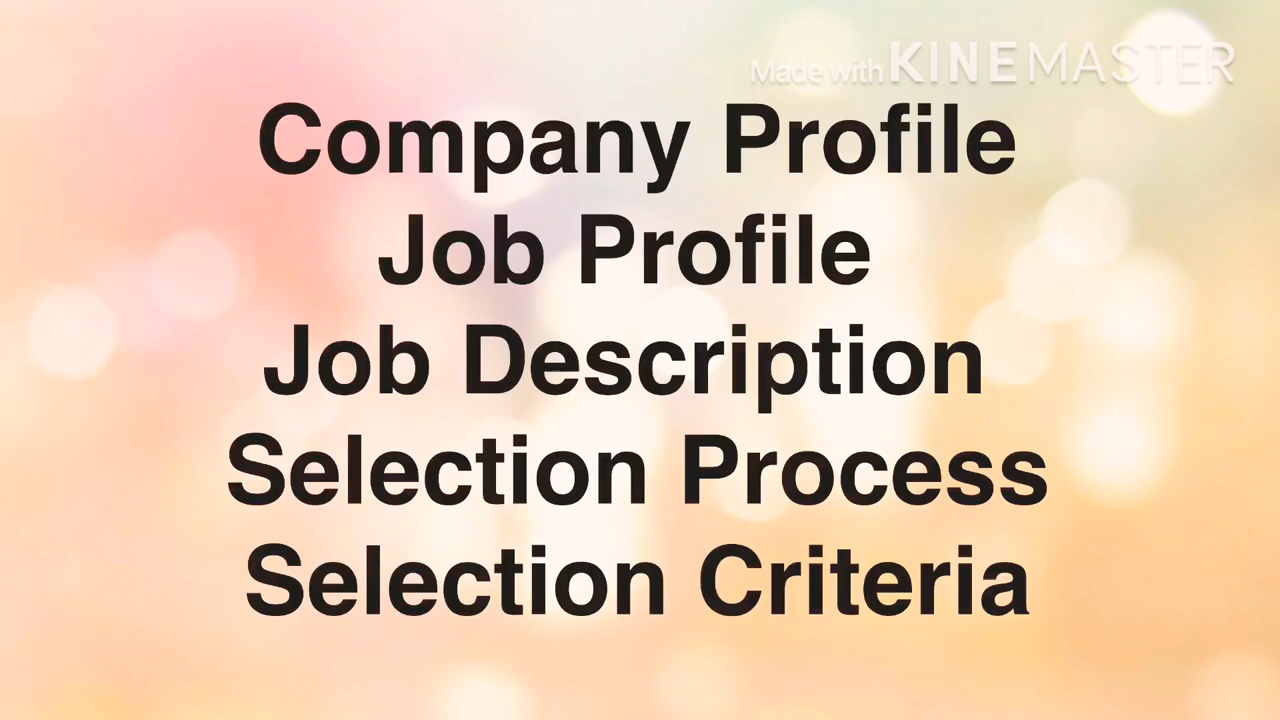 Made with KINEMASTER
Company Profile
Job Profile
Job Description
Selection Process
Selection Criteria